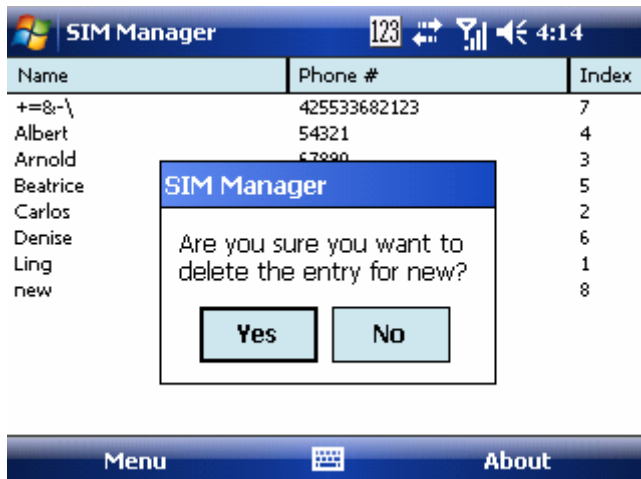 SIM Manager 123 4:14
Name Phone # Index
+=&-\ 425533682123 7
Albert 54321 4
Arnold 67890 3
Beatrice 5
Carlos 2
Denise 6
Ling 1
new 8
SIM Manager
Are you sure you want to
delete the entry for new?
Yes No
Menu About